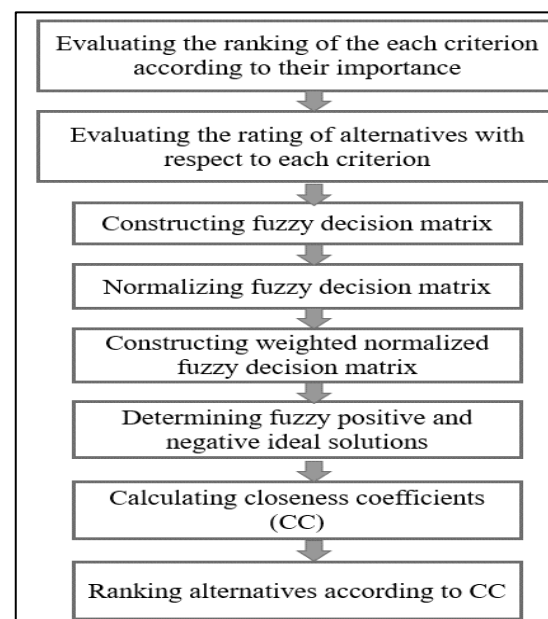 Evaluating the ranking of the each criterion
according to their importance
Evaluating the rating of alternatives with
respect to each criterion
Constructing fuzzy decision matrix
Normalizing fuzzy decision matrix
Constructing weighted normalized
fuzzy decision matrix
Determining fuzzy positive and
negative ideal solutions
Calculating closeness coefficients
(CC)
Ranking alternatives according to CC